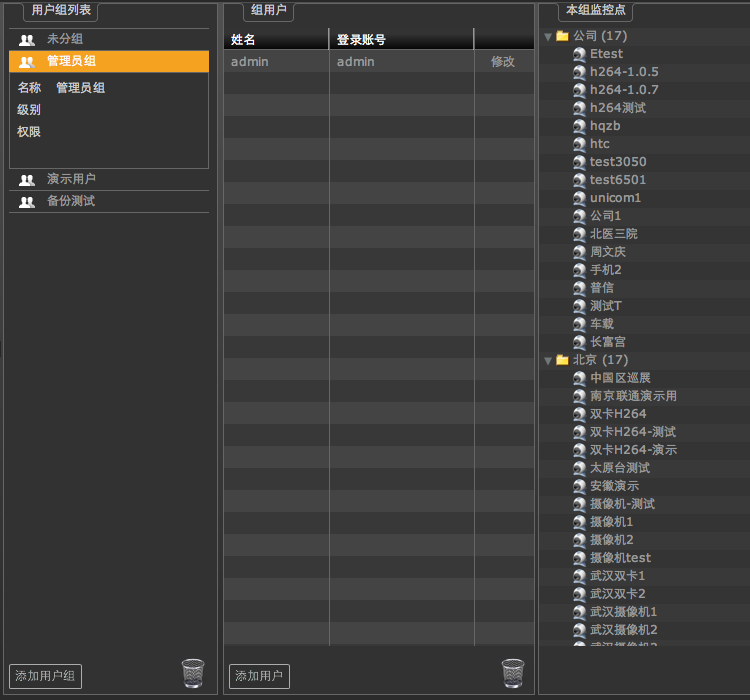 用户组列表
未分组
管理员组
名称 管理员组
级别
权限
演示用户
备份测试
添加用户组
组用户
姓名 登录账号
admin admin 修改
添加用户
本组监控点
公司 (17)
Etest
h264-1.0.5
h264-1.0.7
h264测试
hqzb
htc
test3050
test6501
unicom1
公司1
北医三院
周文庆
手机2
普信
测试T
车载
长富宫
北京 (17)
中国区巡展
南京联通演示用
双卡H264
双卡H264-测试
双卡H264-演示
太原台测试
安徽演示
摄像机-测试
摄像机1
摄像机2
摄像机test
武汉双卡1
武汉双卡2
武汉摄像机1
武汉摄像机2